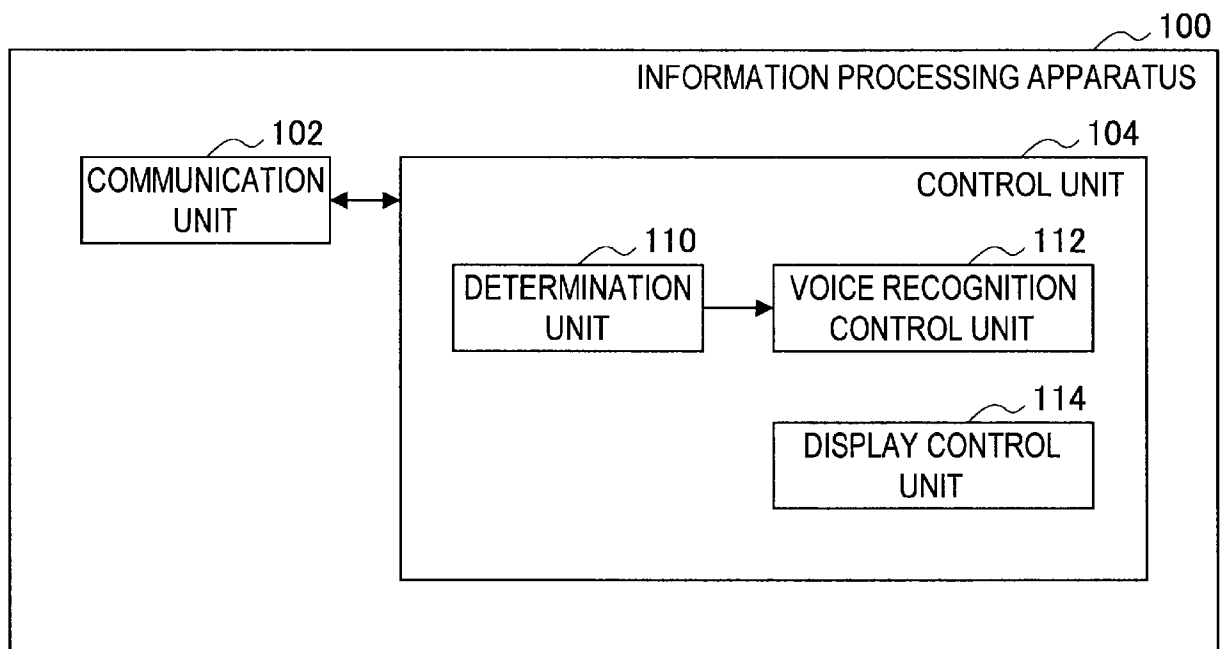 100
INFORMATION PROCESSING APPARATUS
102
COMMUNICATION
UNIT
104
CONTROL UNIT
110
DETERMINATION
UNIT
112
VOICE RECOGNITION
CONTROL UNIT
114
DISPLAY CONTROL
UNIT